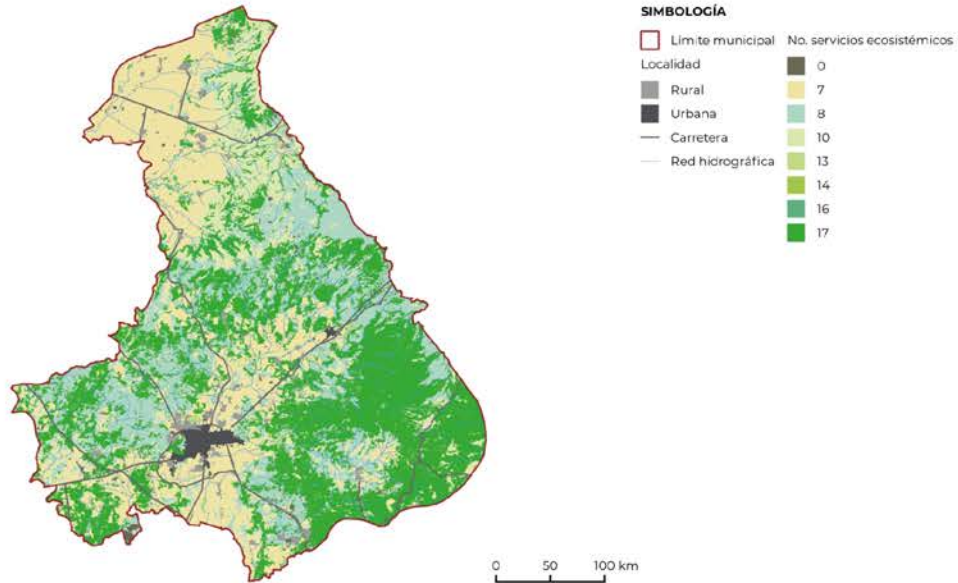 SIMBOLOGÍA
Límite municipal
Localidad
Rural
Urbana
Carretera
Red hidrográfica
No. servicios ecosistémicos
0
7
8
10
13
14
16
17
0 50 100 km